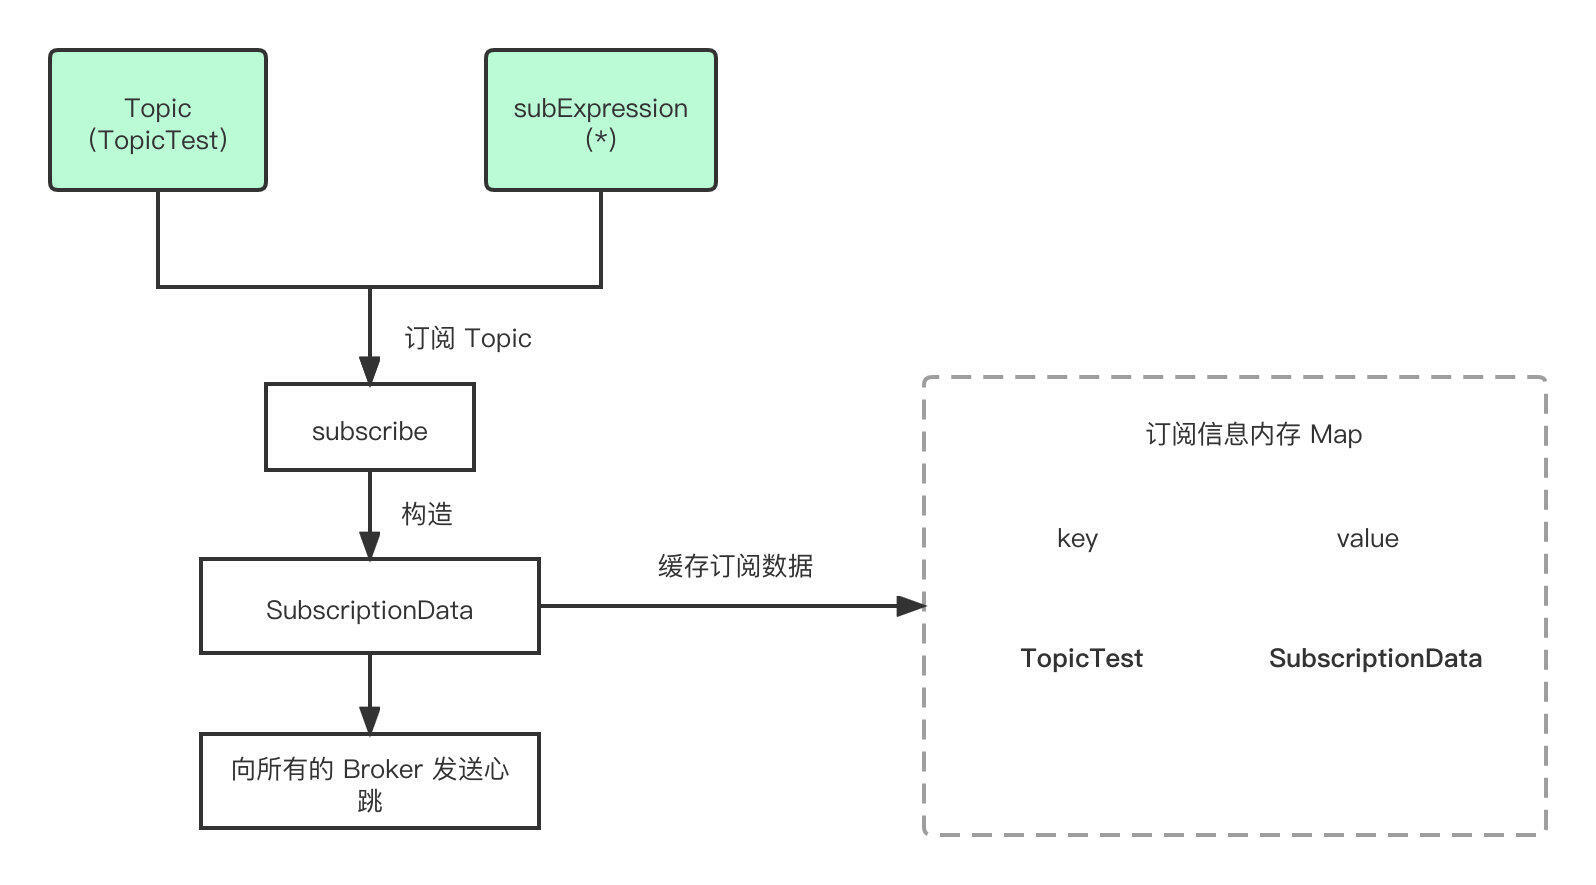 Topic
(TopicTest)
subExpression
(*)
订阅 Topic
subscribe
构造
SubscriptionData
缓存订阅数据
向所有的 Broker 发送心
跳
订阅信息内存 Map
key value
TopicTest SubscriptionData